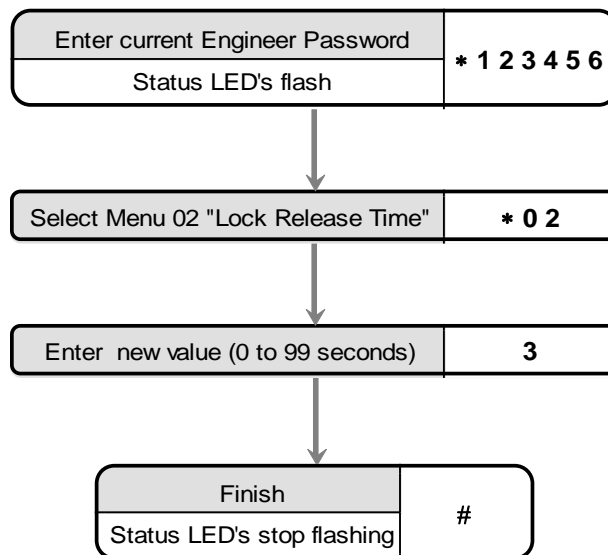 Enter current Engineer Password
Status LED's flash
* 1 2 3 4 5 6
Select Menu 02 "Lock Release Time"
* 0 2
Enter new value (0 to 99 seconds)
3
Finish
Status LED's stop flashing
#